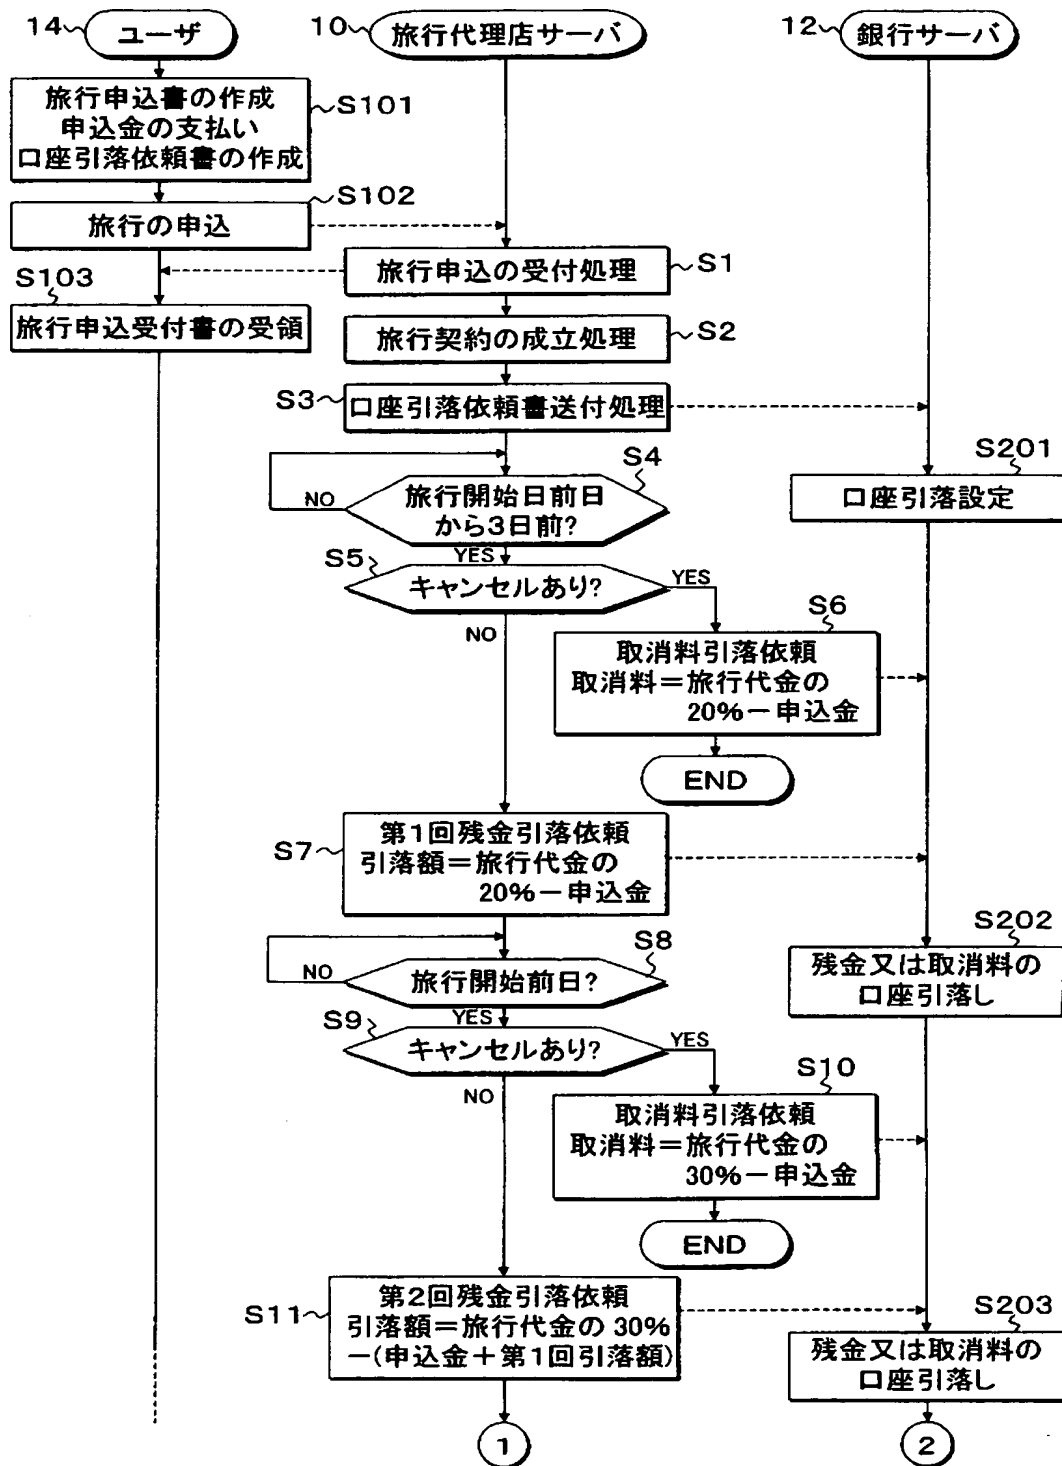 14
ユーザ
10
旅行代理店サーバ
12
銀行サーバ
旅行申込書の作成
申込金の支払い
口座引落依頼書の作成
S101
S102
旅行の申込
S1
旅行申込の受付処理
S103
旅行申込受付書の受領
S2
旅行契約の成立処理
S3
口座引落依頼書送付処理
S4
旅行開始日前日
から3日前?
NO
YES
S201
口座引落設定
S5
キャンセルあり?
YES
NO
S6
取消料引落依頼
取消料＝旅行代金の
20%－申込金
END
S7
第1回残金引落依頼
引落額＝旅行代金の
20%－申込金
S8
旅行開始前日?
NO
YES
S202
残金又は取消料の
口座引落し
S9
キャンセルあり?
YES
NO
S10
取消料引落依頼
取消料＝旅行代金の
30%－申込金
END
S11
第2回残金引落依頼
引落額＝旅行代金の 30%
－(申込金＋第1回引落額)
S203
残金又は取消料の
口座引落し
1
2